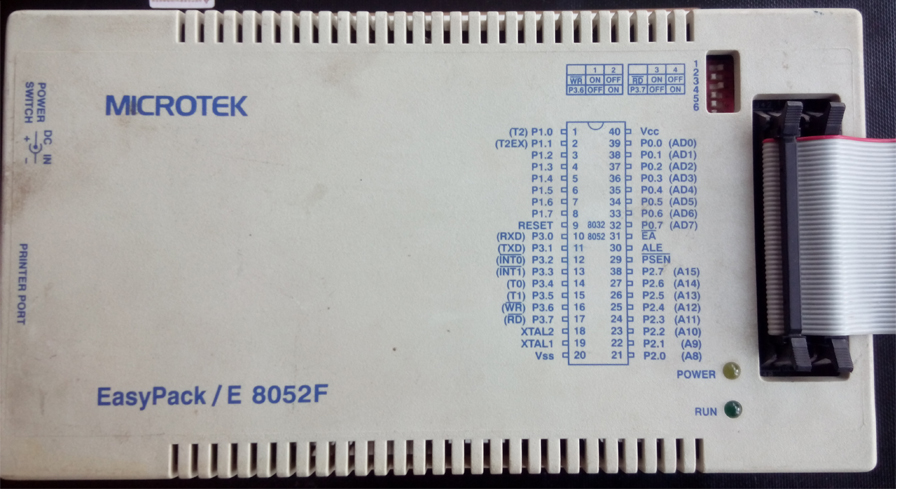 POWER SWITCH
DC IN
+
-
PRINTER PORT
MICROTEK
EasyPack / E 8052F
1 2
WR ON OFF
P3.6 OFF ON
3 4
RD ON OFF
P3.7 OFF ON
1
2
3
4
5
6
(T2) P1.0 1 40 Vcc
(T2EX) P1.1 2 39 P0.0 (AD0)
P1.2 3 38 P0.1 (AD1)
P1.3 4 37 P0.2 (AD2)
P1.4 5 36 P0.3 (AD3)
P1.5 6 35 P0.4 (AD4)
P1.6 7 34 P0.5 (AD5)
P1.7 8 33 P0.6 (AD6)
RESET 9 8032 32 P0.7 (AD7)
(RXD) P3.0 10 8052 31 EA
(TXD) P3.1 11 30 ALE
(INT0) P3.2 12 29 PSEN
(INT1) P3.3 13 38 P2.7 (A15)
(T0) P3.4 14 27 P2.6 (A14)
(T1) P3.5 15 26 P2.5 (A13)
(WR) P3.6 16 25 P2.4 (A12)
(RD) P3.7 17 24 P2.3 (A11)
XTAL2 18 23 P2.2 (A10)
XTAL1 19 22 P2.1 (A9)
Vss 20 21 P2.0 (A8)
POWER
RUN